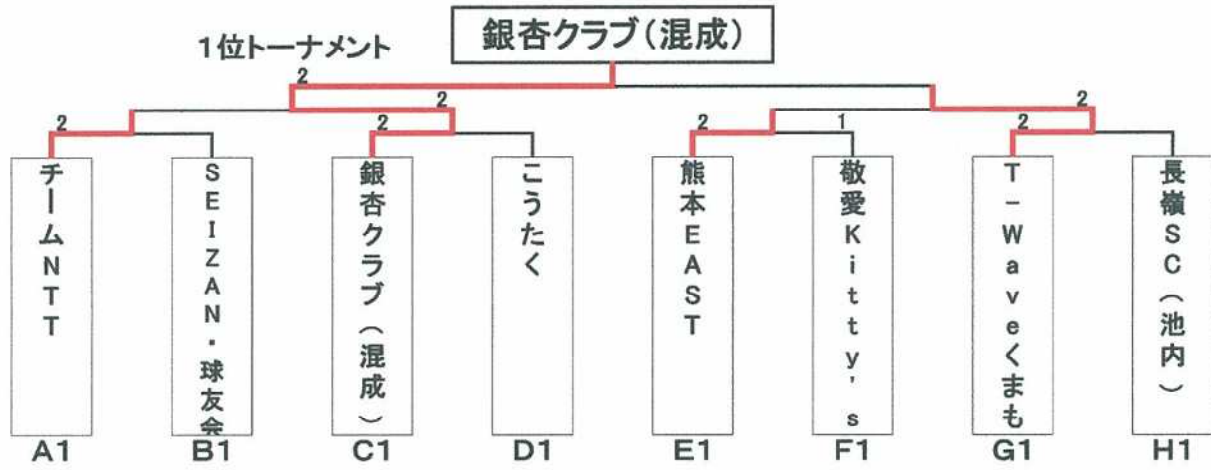 銀杏クラブ(混成)
1位トーナメント
2
2
2
2
2
2
1
2
チームNTT
SEIZAN・球友会
銀杏クラブ(混成)
こうたく
熊本EAST
敬愛Kitty's
T-Waveくまも
長嶺SC(池内)
A1
B1
C1
D1
E1
F1
G1
H1